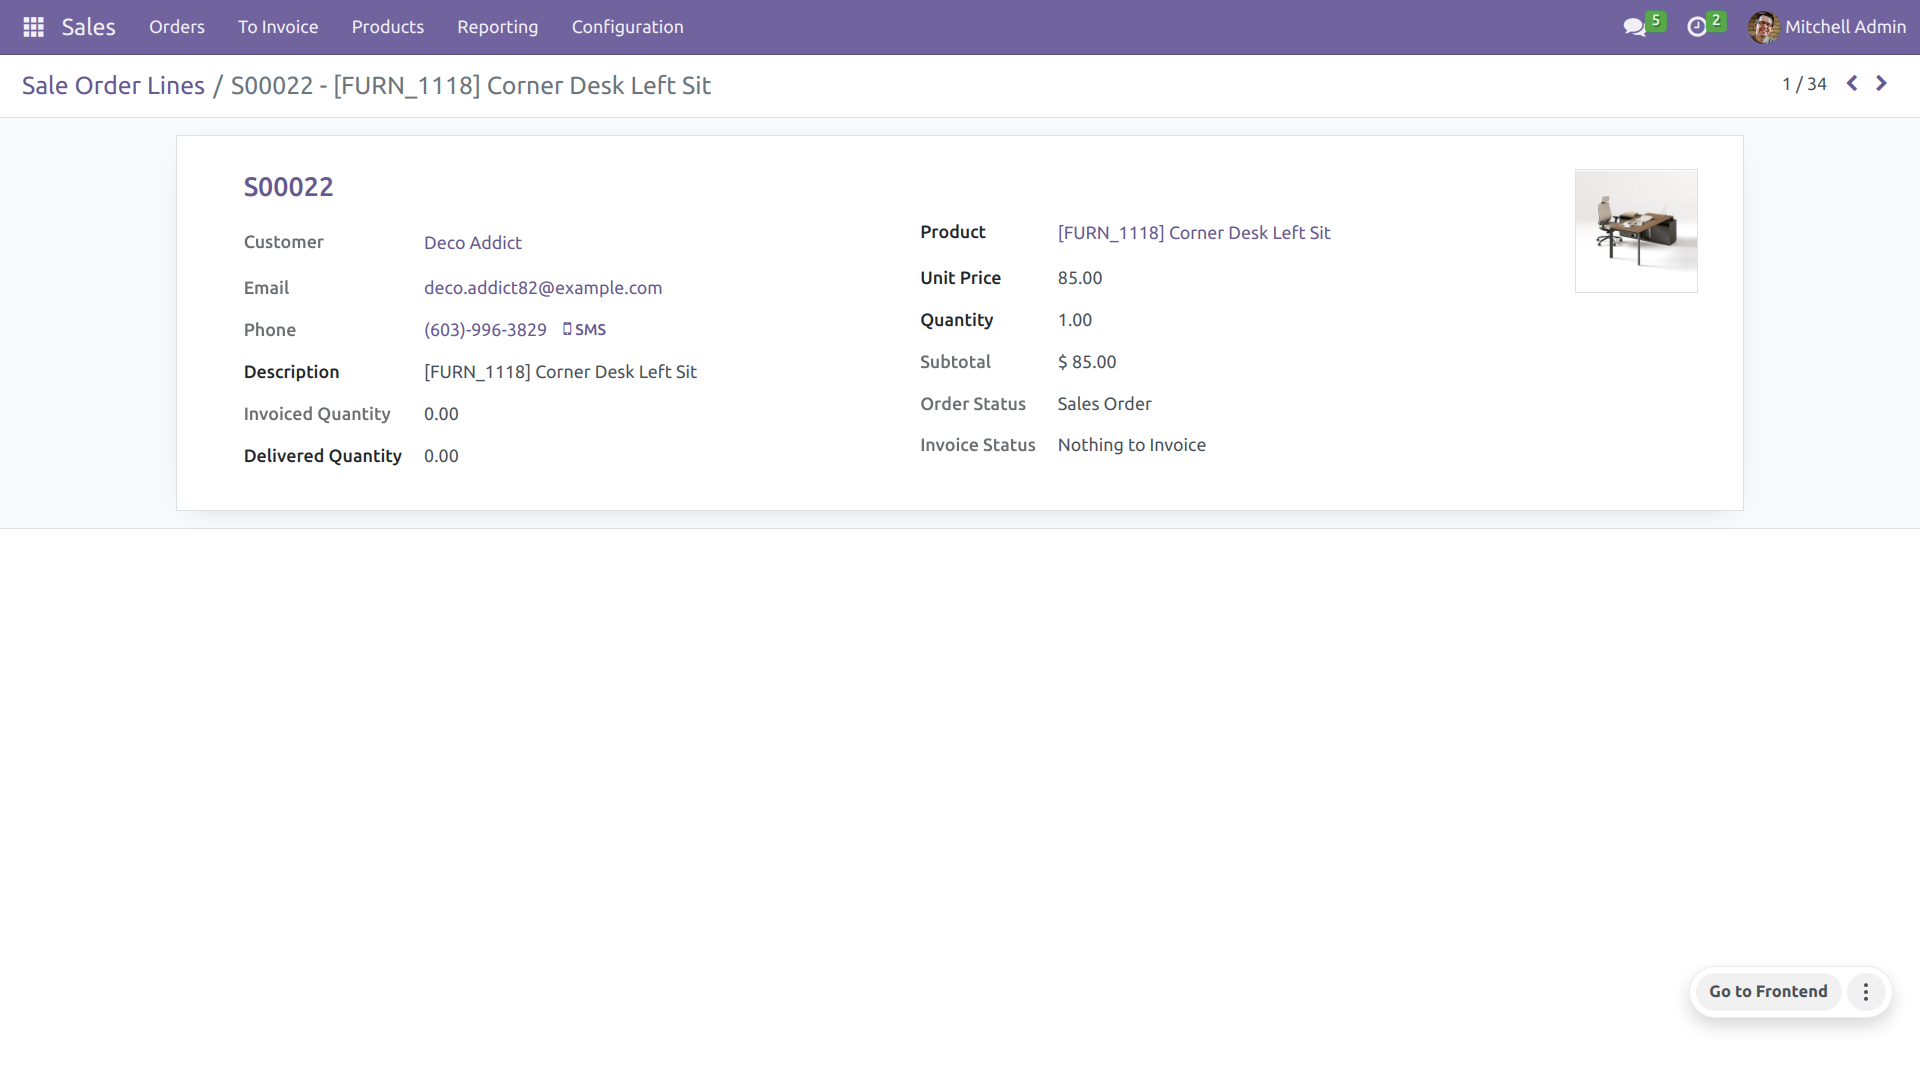 Sales Orders To Invoice Products Reporting Configuration 5 2 Mitchell Admin
Sale Order Lines / S00022 - [FURN_1118] Corner Desk Left Sit 1 / 34
S00022
Customer Deco Addict
Email deco.addict82@example.com
Phone (603)-996-3829 SMS
Description [FURN_1118] Corner Desk Left Sit
Invoiced Quantity 0.00
Delivered Quantity 0.00
Product [FURN_1118] Corner Desk Left Sit
Unit Price 85.00
Quantity 1.00
Subtotal $ 85.00
Order Status Sales Order
Invoice Status Nothing to Invoice
Go to Frontend